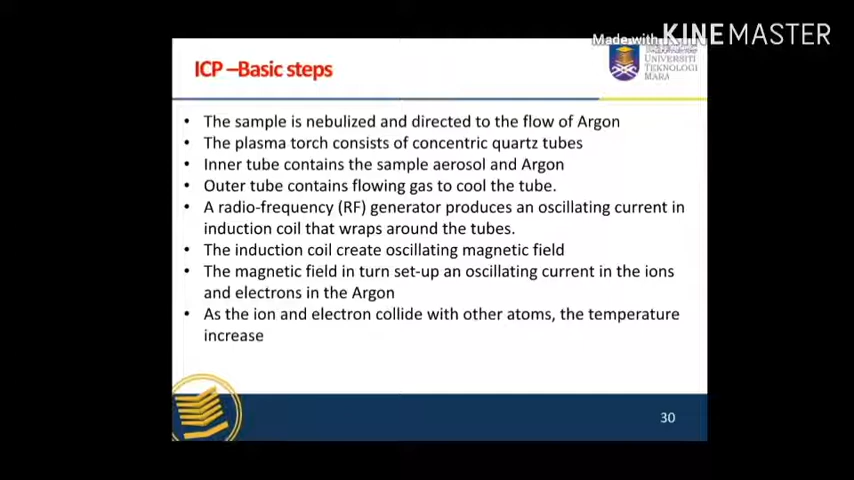 Made with KINEMASTER
ICP –Basic steps
UNIVERSITI
TEKNOLOGI
MARA
• The sample is nebulized and directed to the flow of Argon
• The plasma torch consists of concentric quartz tubes
• Inner tube contains the sample aerosol and Argon
• Outer tube contains flowing gas to cool the tube.
• A radio-frequency (RF) generator produces an oscillating current in
induction coil that wraps around the tubes.
• The induction coil create oscillating magnetic field
• The magnetic field in turn set-up an oscillating current in the ions
and electrons in the Argon
• As the ion and electron collide with other atoms, the temperature
increase
30